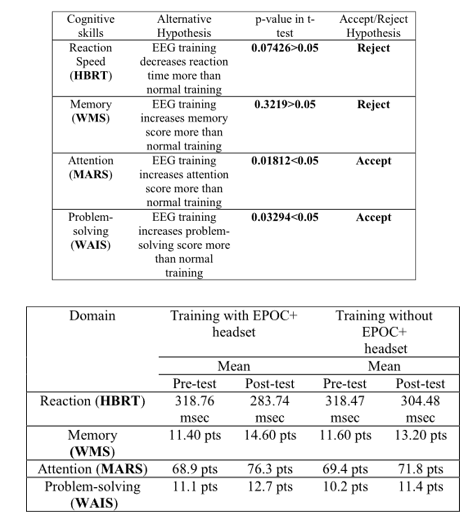 Cognitive skills | Alternative Hypothesis | p-value in t-test | Accept/Reject Hypothesis
Reaction Speed (HBRT) | EEG training decreases reaction time more than normal training | 0.07426>0.05 | Reject
Memory (WMS) | EEG training increases memory score more than normal training | 0.3219>0.05 | Reject
Attention (MARS) | EEG training increases attention score more than normal training | 0.01812<0.05 | Accept
Problem-solving (WAIS) | EEG training increases problem-solving score more than normal training | 0.03294<0.05 | Accept
Domain | Training with EPOC+ headset | Training without EPOC+ headset
Mean | Mean
Pre-test | Post-test | Pre-test | Post-test
Reaction (HBRT) | 318.76 msec | 283.74 msec | 318.47 msec | 304.48 msec
Memory (WMS) | 11.40 pts | 14.60 pts | 11.60 pts | 13.20 pts
Attention (MARS) | 68.9 pts | 76.3 pts | 69.4 pts | 71.8 pts
Problem-solving (WAIS) | 11.1 pts | 12.7 pts | 10.2 pts | 11.4 pts